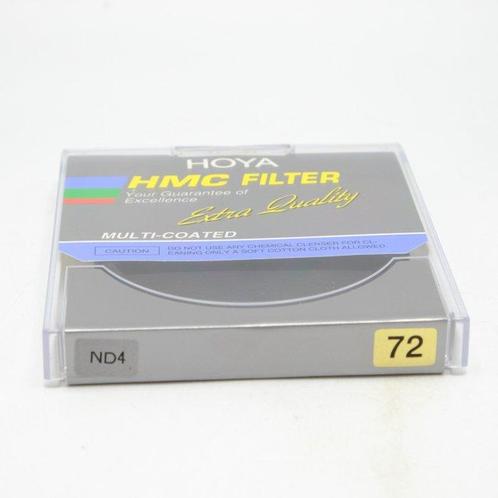 HOYA
HMC FILTER
Your Guarantee of
Excellence
Extra Quality
MULTI-COATED
CAUTION
DO NOT USE ANY CHEMICAL CLENSER FOR CL-
EANING ONLY A SOFT COTTON CLOTH ALLOWED.
ND4
72